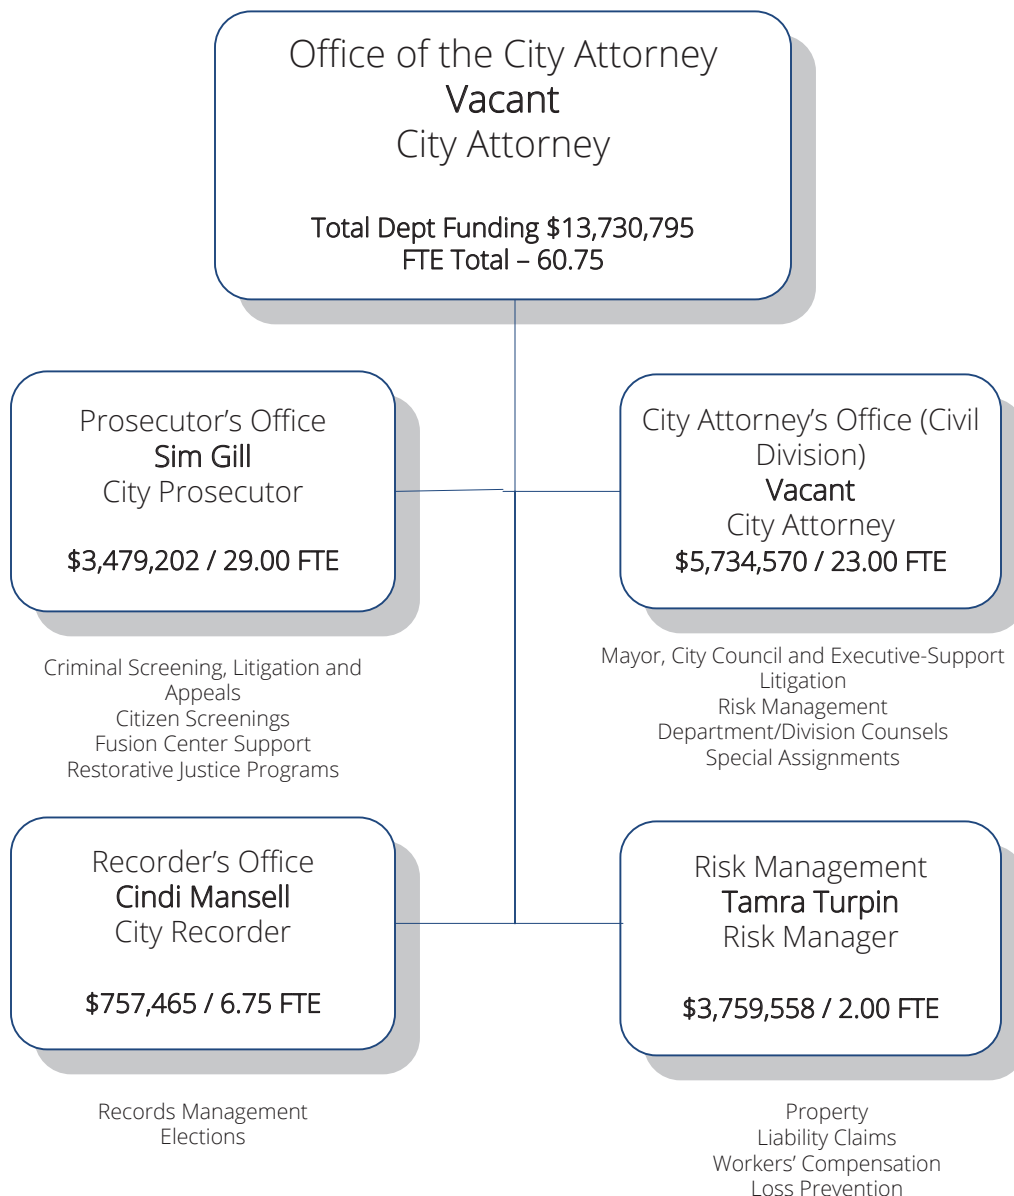 Office of the City Attorney
Vacant
City Attorney
Total Dept Funding $13,730,795
FTE Total – 60.75
Prosecutor’s Office
Sim Gill
City Prosecutor
$3,479,202 / 29.00 FTE
Criminal Screening, Litigation and
Appeals
Citizen Screenings
Fusion Center Support
Restorative Justice Programs
City Attorney’s Office (Civil
Division)
Vacant
City Attorney
$5,734,570 / 23.00 FTE
Mayor, City Council and Executive-Support
Litigation
Risk Management
Department/Division Counsels
Special Assignments
Recorder’s Office
Cindi Mansell
City Recorder
$757,465 / 6.75 FTE
Records Management
Elections
Risk Management
Tamra Turpin
Risk Manager
$3,759,558 / 2.00 FTE
Property
Liability Claims
Workers’ Compensation
Loss Prevention